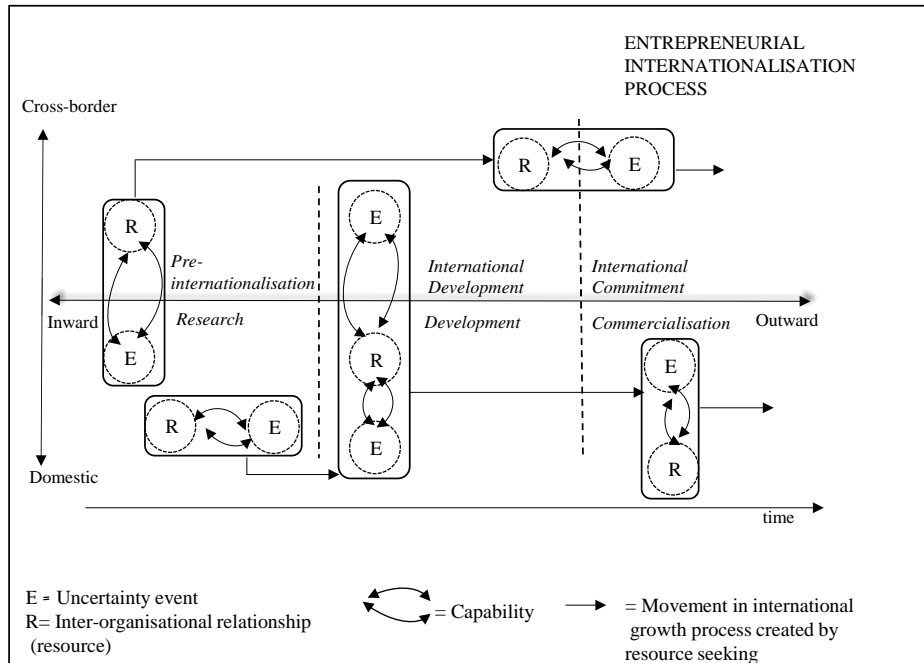 ENTREPRENEURIAL
INTERNATIONALISATION
PROCESS
Cross-border
R
E
R
E
E
Pre-
internationalisation
International
Development
International
Commitment
Inward
Research
Development
Commercialisation
Outward
R
E
R
E
E
R
Domestic
time
E = Uncertainty event
R= Inter-organisational relationship
(resource)
= Capability
= Movement in international
growth process created by
resource seeking